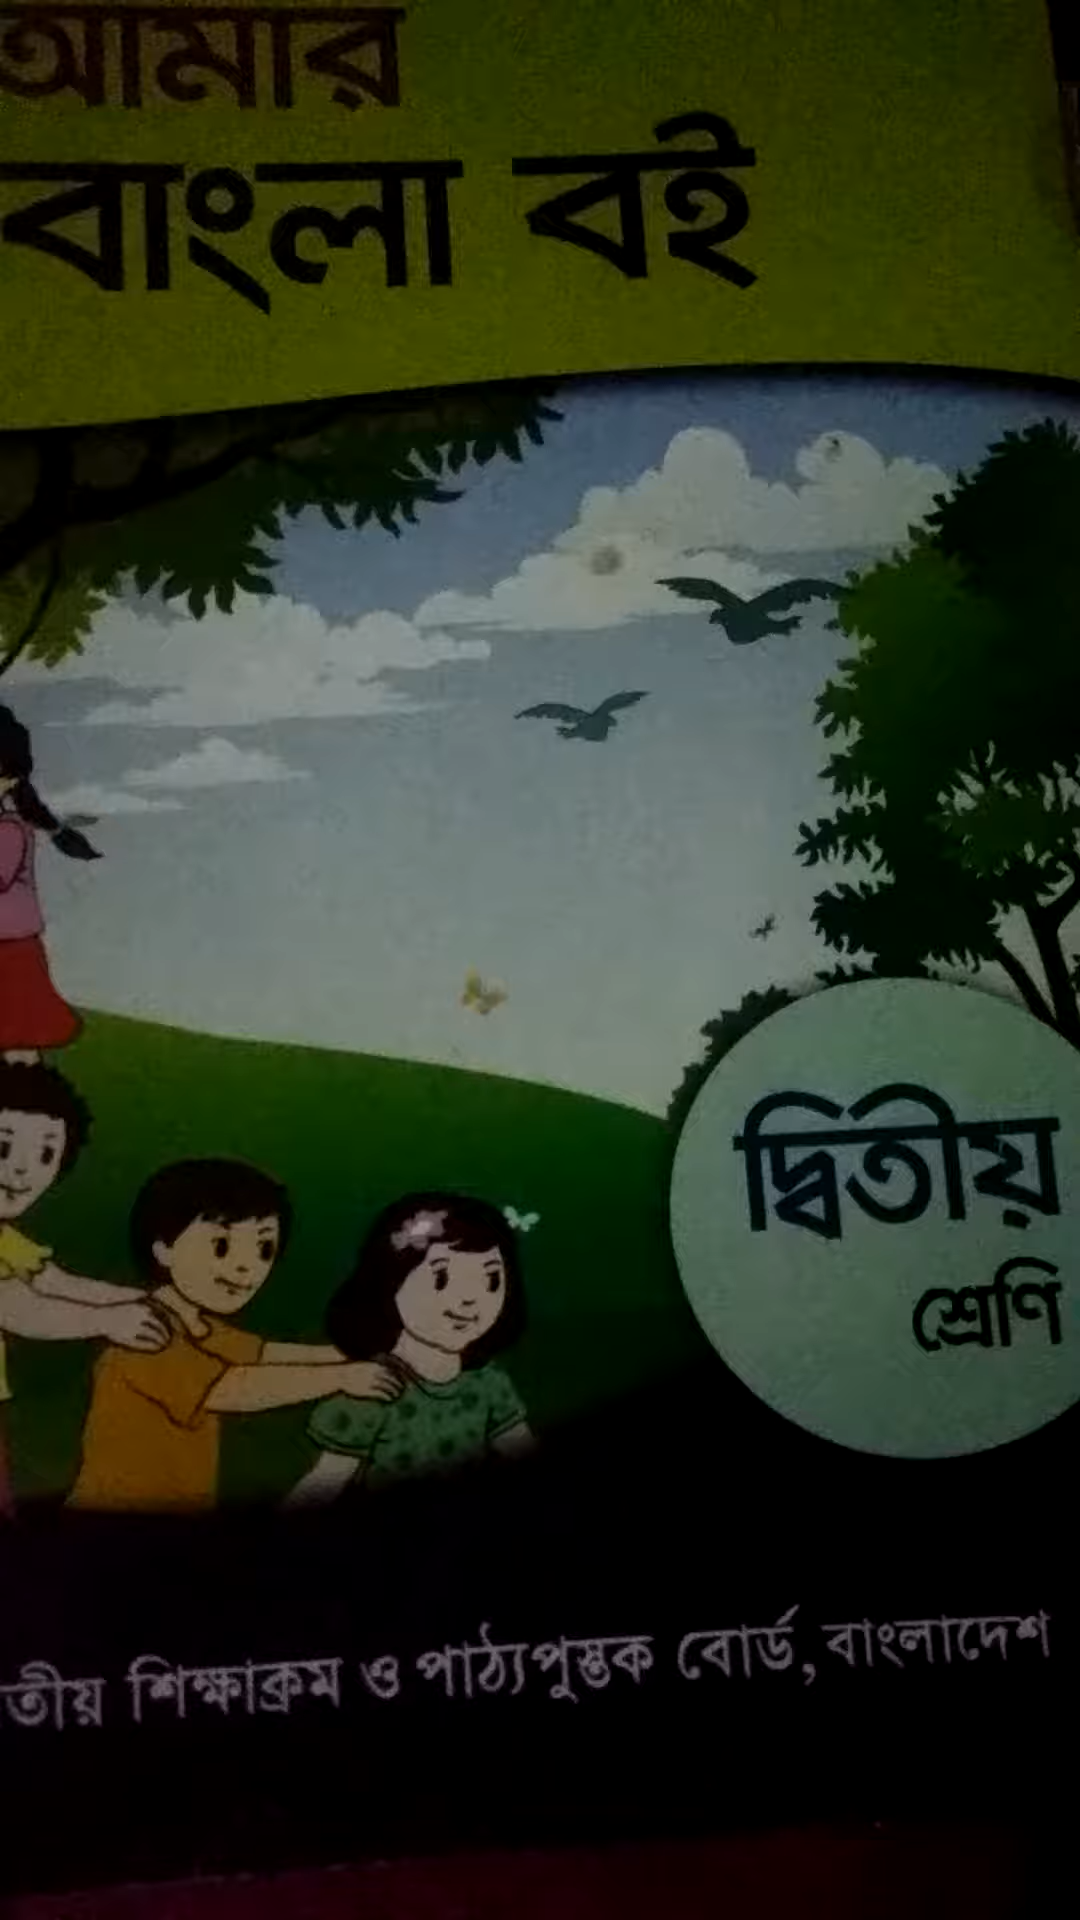 আমার
বাংলা বই
দ্বিতীয়
শ্রেণি
তীয় শিক্ষাক্রম ও পাঠ্যপুস্তক বোর্ড, বাংলাদেশ